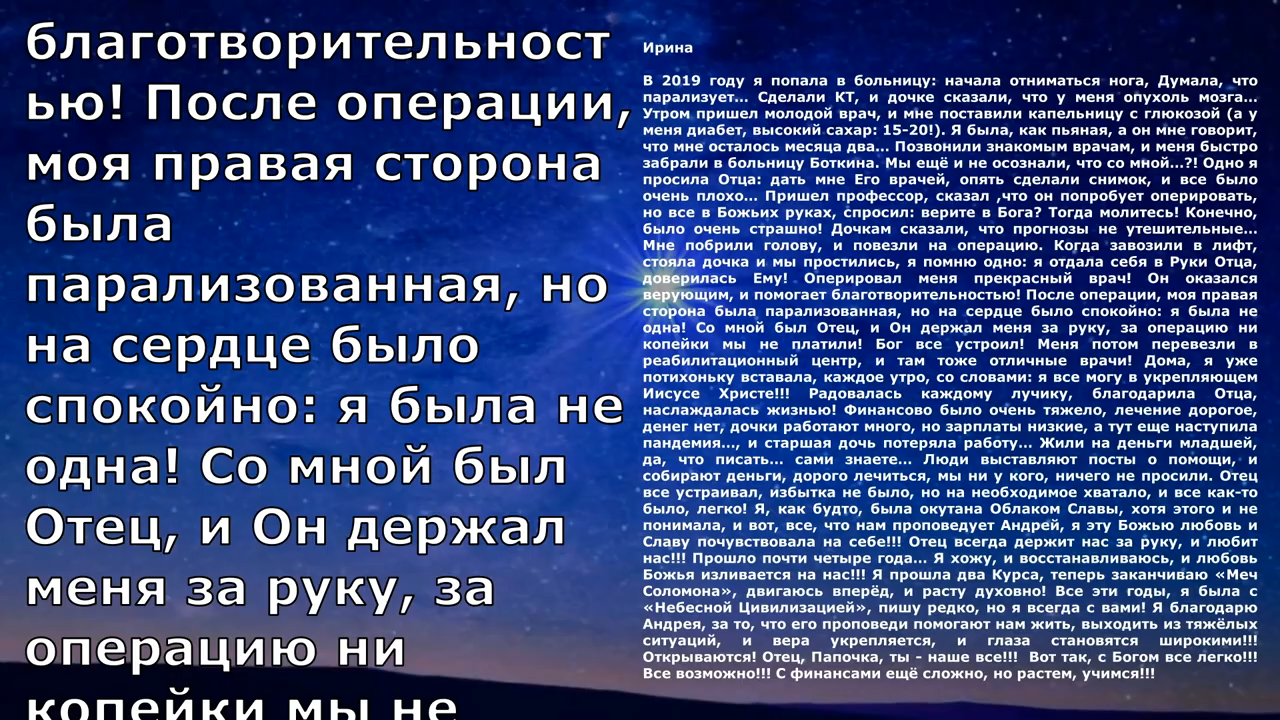 благотворительност
ью! После операции,
моя правая сторона
была
парализованная, но
на сердце было
спокойно: я была не
одна! Со мной был
Отец, и Он держал
меня за руку, за
операцию ни
копейки мы не
Ирина
В 2019 году я попала в больницу: начала отниматься нога, Думала, что
парализует... Сделали КТ, и дочке сказали, что у меня опухоль мозга...
Утром пришел молодой врач, и мне поставили капельницу с глюкозой (а у
меня диабет, высокий сахар: 15-20!). Я была, как пьяная, а он мне говорит,
что мне осталось месяца два... Позвонили знакомым врачам, и меня быстро
забрали в больницу Боткина. Мы ещё и не осознали, что со мной...?! Одно я
просила Отца: дать мне Его врачей, опять сделали снимок, и все было
очень плохо... Пришел профессор, сказал ,что он попробует оперировать,
но все в Божьих руках, спросил: верите в Бога? Тогда молитесь! Конечно,
было очень страшно! Дочкам сказали, что прогнозы не утешительные...
Мне побрили голову, и повезли на операцию. Когда завозили в лифт,
стояла дочка и мы простились, я помню одно: я отдала себя в Руки Отца,
доверилась Ему! Оперировал меня прекрасный врач! Он оказался
верующим, и помогает благотворительностью! После операции, моя правая
сторона была парализованная, но на сердце было спокойно: я была не
одна! Со мной был Отец, и Он держал меня за руку, за операцию ни
копейки мы не платили! Бог все устроил! Меня потом перевезли в
реабилитационный центр, и там тоже отличные врачи! Дома, я уже
потихоньку вставала, каждое утро, со словами: я все могу в укрепляющем
Иисусе Христе!!! Радовалась каждому лучику, благодарила Отца,
наслаждалась жизнью! Финансово было очень тяжело, лечение дорогое,
денег нет, дочки работают много, но зарплаты низкие, а тут еще наступила
пандемия..., и старшая дочь потеряла работу... Жили на деньги младшей,
да, что писать... сами знаете... Люди выставляют посты о помощи, и
собирают деньги, дорого лечиться, мы ни у кого, ничего не просили. Отец
все устраивал, избытка не было, но на необходимое хватало, и все как-то
было, легко! Я, как будто, была окутана Облаком Славы, хотя этого и не
понимала, и вот, все, что нам проповедует Андрей, я эту Божью любовь и
Славу почувствовала на себе!!! Отец всегда держит нас за руку, и любит
нас!!! Прошло почти четыре года... Я хожу, и восстанавливаюсь, и любовь
Божья изливается на нас!!! Я прошла два Курса, теперь заканчиваю «Меч
Соломона», двигаюсь вперёд, и расту духовно! Все эти годы, я была с
«Небесной Цивилизацией», пишу редко, но я всегда с вами! Я благодарю
Андрея, за то, что его проповеди помогают нам жить, выходить из тяжёлых
ситуаций, и вера укрепляется, и глаза становятся широкими!!!
Открываются! Отец, Папочка, ты - наше все!!! Вот так, с Богом все легко!!!
Все возможно!!! С финансами ещё сложно, но растем, учимся!!!